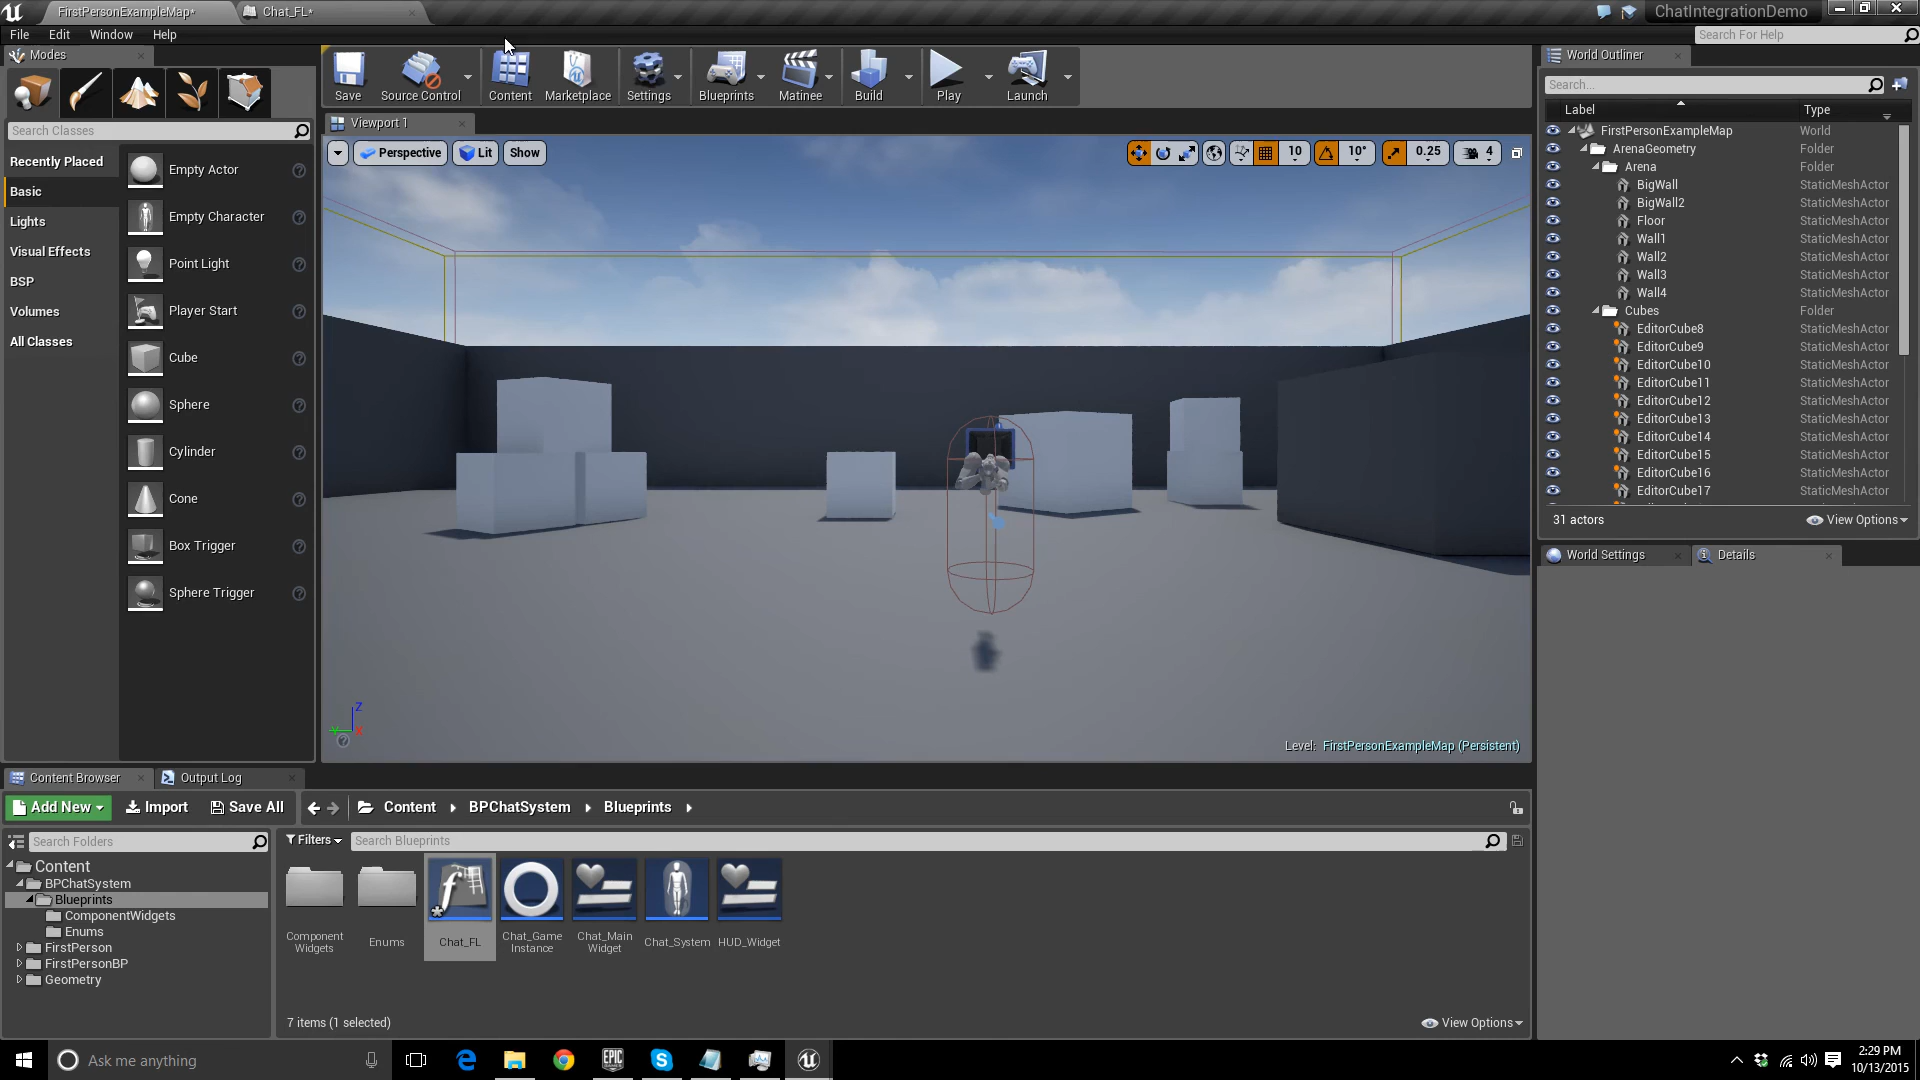 FirstPersonExampleMap*
Chat_FL*
ChatIntegrationDemo
File
Edit
Window
Help
Search For Help
Modes
Save
Source Control
Content
Marketplace
Settings
Blueprints
Matinee
Build
Play
Launch
World Outliner
Search...
Label
Type
Search Classes
Viewport 1
Perspective
Lit
Show
10
10°
0.25
4
Recently Placed
Basic
Lights
Visual Effects
BSP
Volumes
All Classes
Empty Actor
Empty Character
Point Light
Player Start
Cube
Sphere
Cylinder
Cone
Box Trigger
Sphere Trigger
FirstPersonExampleMap World
ArenaGeometry Folder
Arena Folder
BigWall StaticMeshActor
BigWall2 StaticMeshActor
Floor StaticMeshActor
Wall1 StaticMeshActor
Wall2 StaticMeshActor
Wall3 StaticMeshActor
Wall4 StaticMeshActor
Cubes Folder
EditorCube8 StaticMeshActor
EditorCube9 StaticMeshActor
EditorCube10 StaticMeshActor
EditorCube11 StaticMeshActor
EditorCube12 StaticMeshActor
EditorCube13 StaticMeshActor
EditorCube14 StaticMeshActor
EditorCube15 StaticMeshActor
EditorCube16 StaticMeshActor
EditorCube17 StaticMeshActor
31 actors
View Options
World Settings
Details
Z
Y
X
Level: FirstPersonExampleMap (Persistent)
Content Browser
Output Log
Add New
Import
Save All
Content
BPChatSystem
Blueprints
Search Folders
Filters
Search Blueprints
Content
BPChatSystem
Blueprints
ComponentWidgets
Enums
FirstPerson
FirstPersonBP
Geometry
Component
Widgets
Enums
Chat_FL
Chat_Game
Instance
Chat_Main
Widget
Chat_System
HUD_Widget
7 items (1 selected)
View Options
Ask me anything
EPIC
GAMES
2:29 PM
10/13/2015